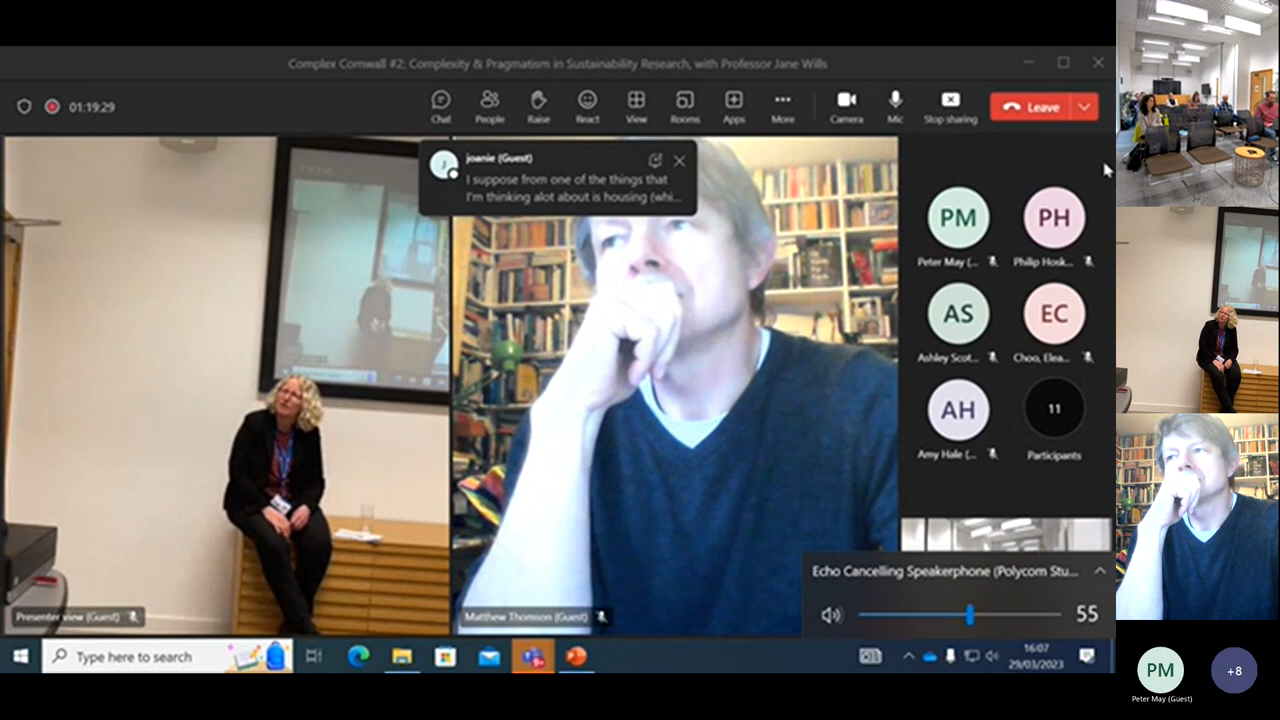 Complex Cornwall #2: Complexity & Pragmatism in Sustainability Research, with Professor Jane Wills
01:19:29
Chat
People
Raise
React
View
Rooms
Apps
More
Camera
Mic
Stop sharing
Leave
J
joanie (Guest)
I suppose from one of the things that
I'm thinking alot about is housing (whi...
PM
PH
Peter May (...
Philip Hosk...
AS
EC
Ashley Scot...
Choo, Elea...
AH
11
Amy Hale (...
Participants
Echo Cancelling Speakerphone (Polycom Stu...
55
Presenter view (Guest)
Matthew Thomson (Guest)
Type here to search
16:07
29/03/2023
PM
+8
Peter May (Guest)